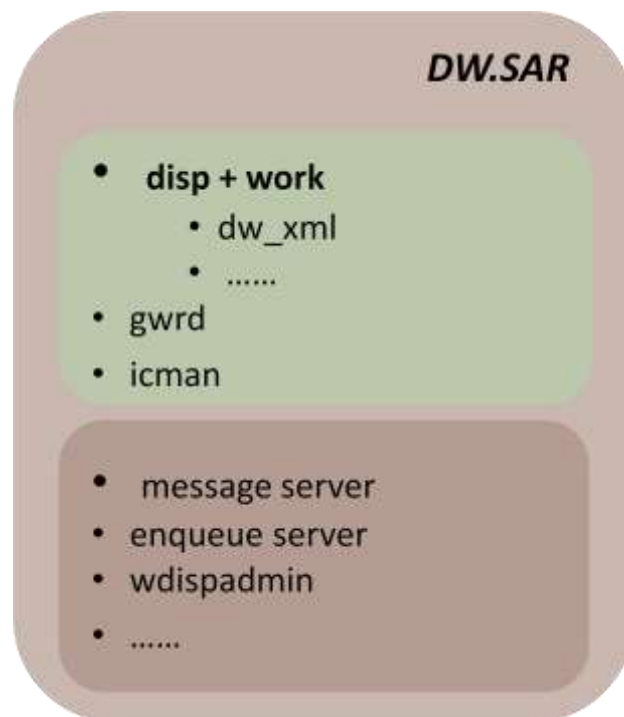 DW.SAR
• disp + work
• dw_xml
• ......
• gwrd
• icman
• message server
• enqueue server
• wdispadmin
• ......